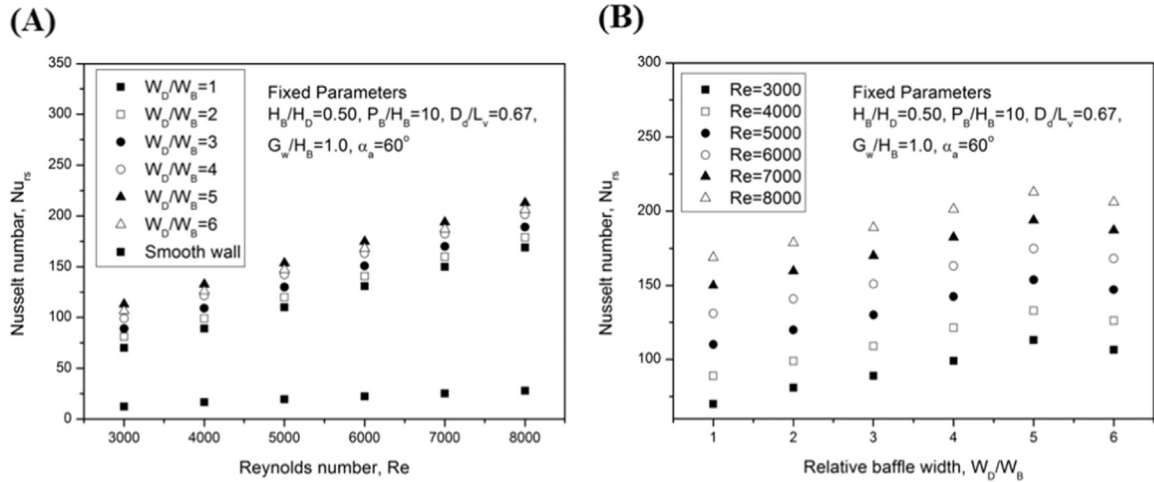 (A)
350
300
250
200
150
100
50
0
3000 4000 5000 6000 7000 8000
Nusselt numbar, Nu_rs
Reynolds number, Re
W_D/W_B=1
W_D/W_B=2
W_D/W_B=3
W_D/W_B=4
W_D/W_B=5
W_D/W_B=6
Smooth wall
Fixed Parameters
H_B/H_D=0.50, P_B/H_B=10, D_d/L_v=0.67,
G_w/H_B=1.0, α_a=60°
(B)
300
250
200
150
100
1 2 3 4 5 6
Nusselt number, Nu_rs
Relative baffle width, W_D/W_B
Re=3000
Re=4000
Re=5000
Re=6000
Re=7000
Re=8000
Fixed Parameters
H_B/H_D=0.50, P_B/H_B=10, D_d/L_v=0.67,
G_w/H_B=1.0, α_a=60°